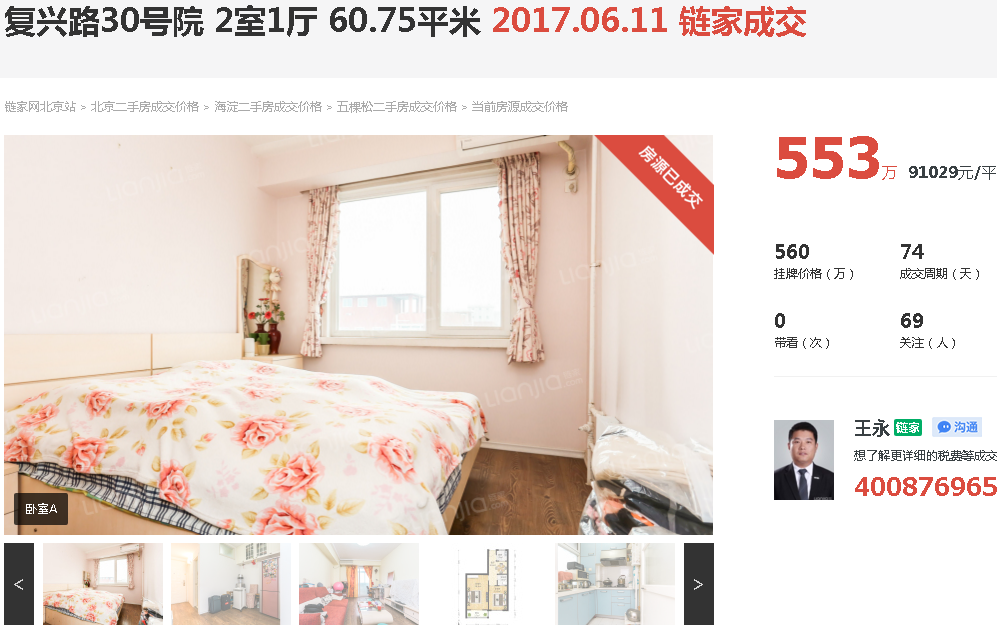 复兴路30号院 2室1厅 60.75平米 2017.06.11 链家成交
链家网北京站 > 北京二手房成交价格 > 海淀二手房成交价格 > 五棵松二手房成交价格 > 当前房源成交价格
房源已成交
553万 91029元/平
560 74
挂牌价格（万） 成交周期（天）
0 69
带看（次） 关注（人）
王永 链家 沟通
想了解更详细的税费等成交
400876965
卧室A
lianjia
lianjia
lianjia
lianjia
< >